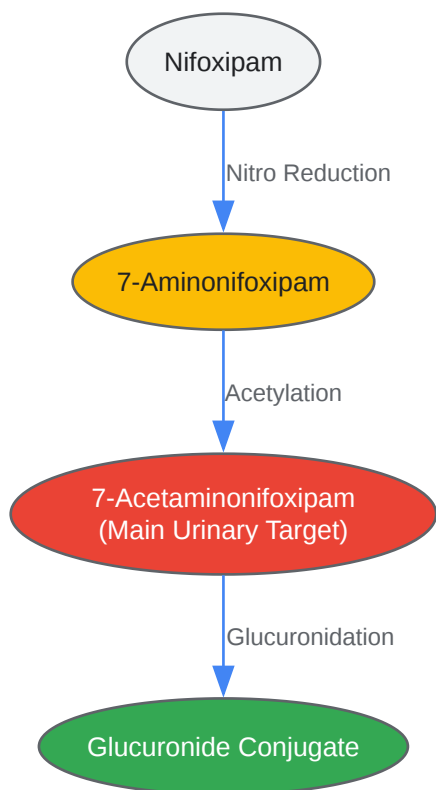 Nifoxipam
Nitro Reduction
7-Aminonifoxipam
Acetylation
7-Acetaminonifoxipam
(Main Urinary Target)
Glucuronidation
Glucuronide Conjugate